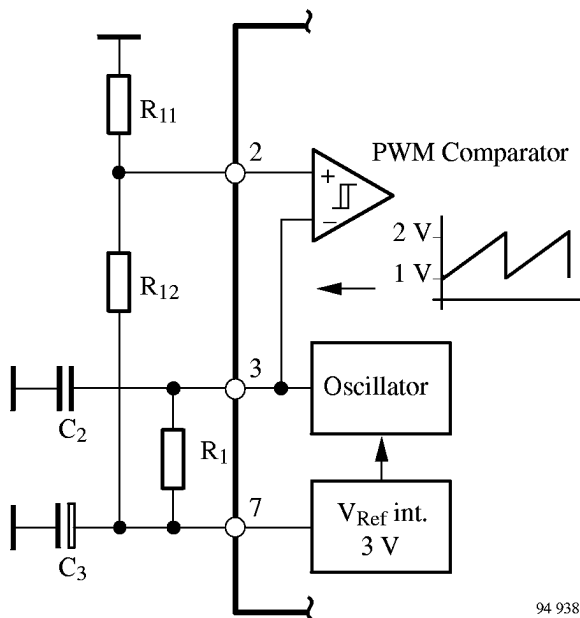 R11
2
PWM Comparator
+
−
2 V
1 V
R12
3
Oscillator
C2
R1
7
VRef int.
3 V
C3
94 938